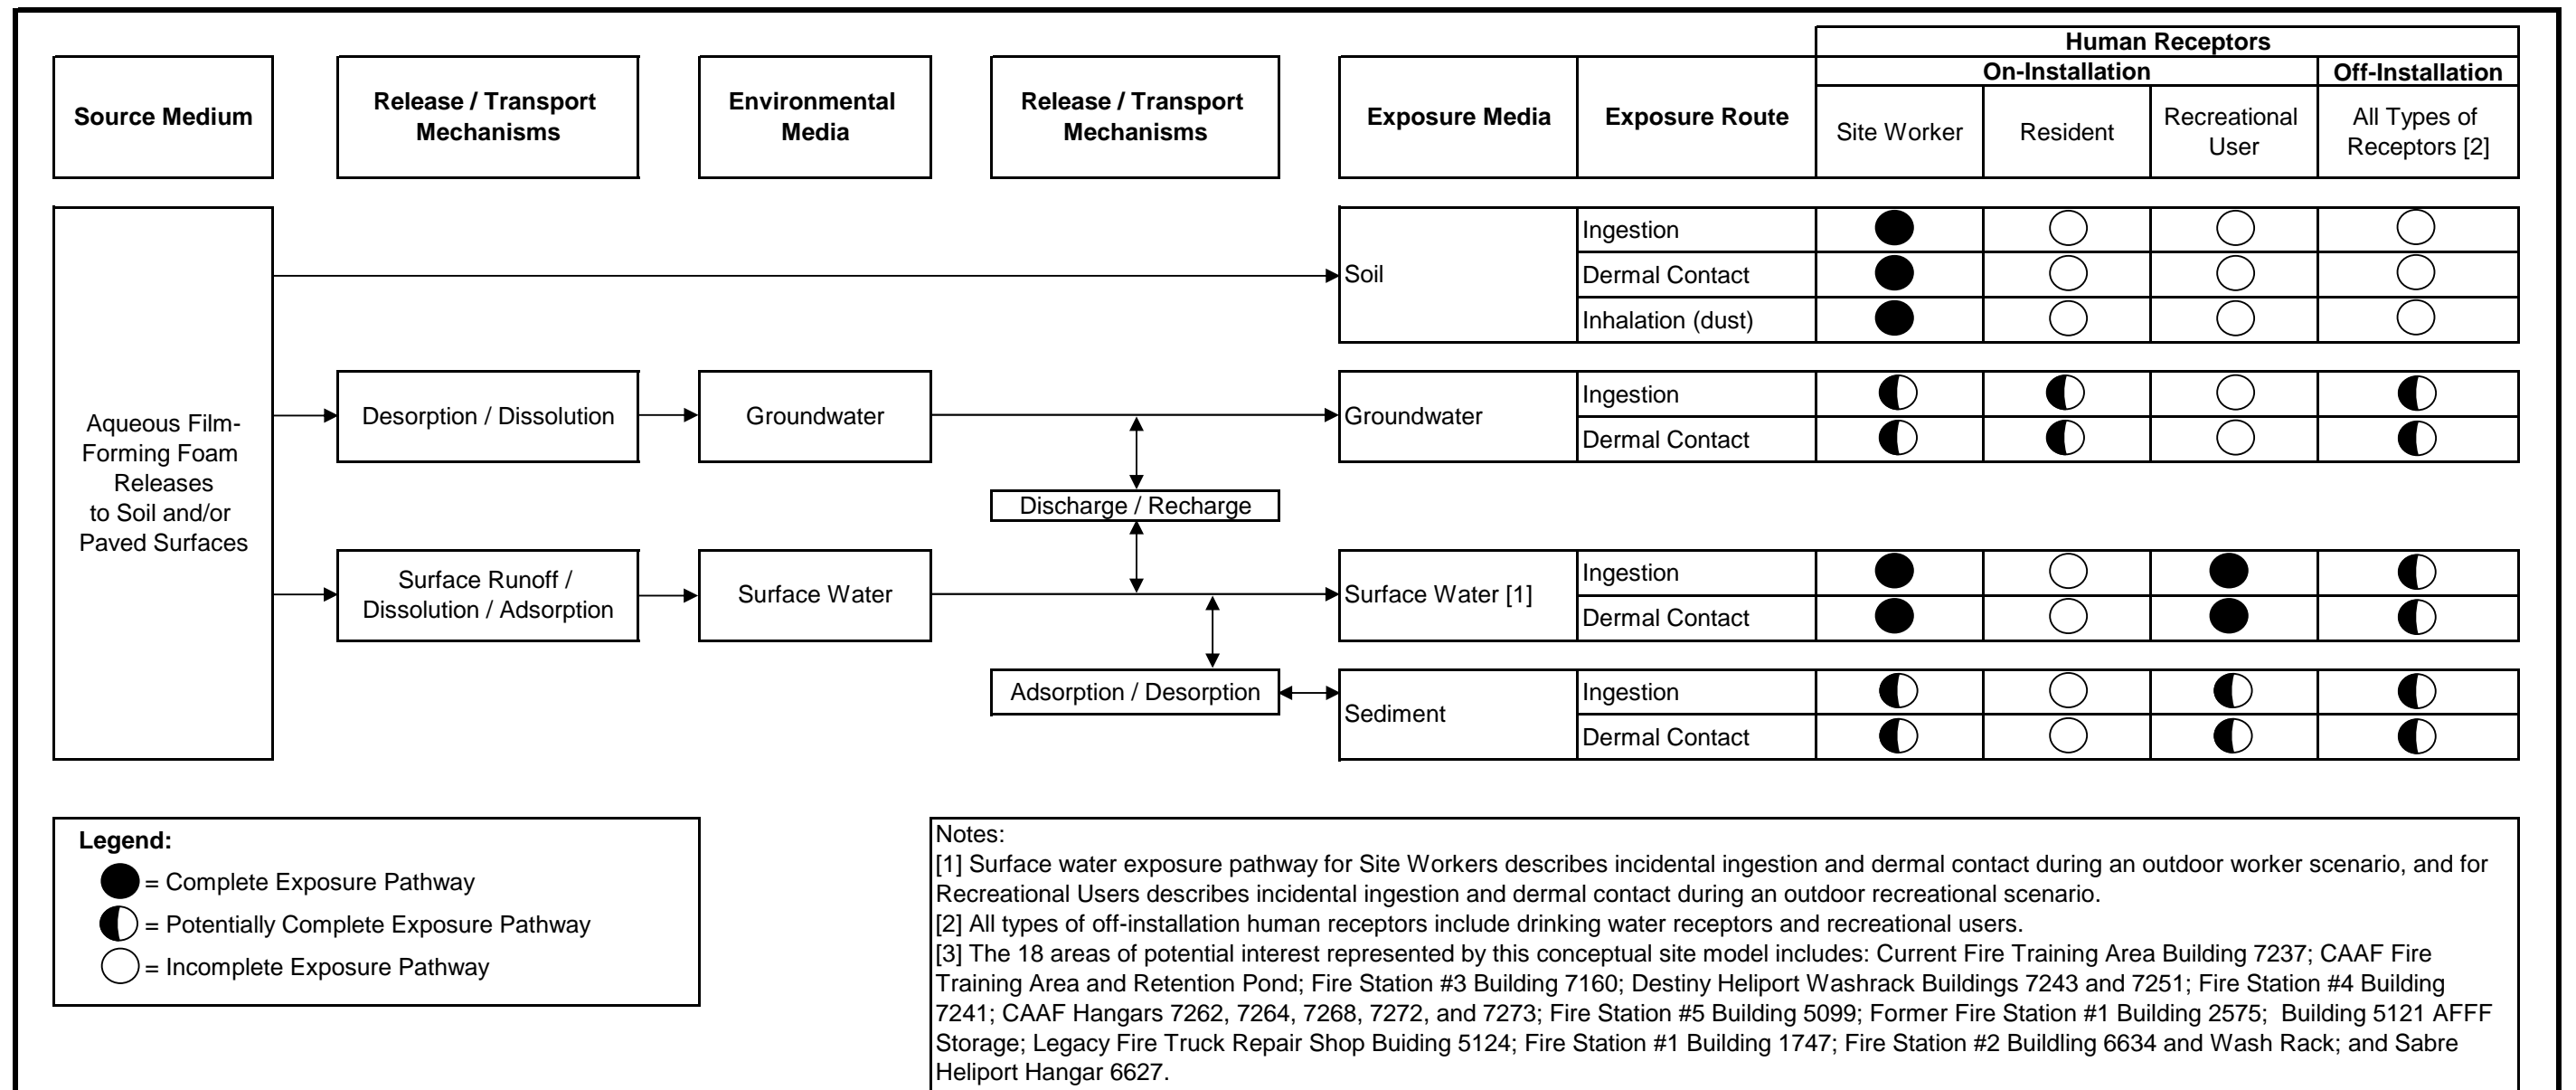 Human Receptors
On-Installation
Off-Installation
Source Medium
Release / Transport
Mechanisms
Environmental
Media
Release / Transport
Mechanisms
Exposure Media
Exposure Route
Site Worker
Resident
Recreational
User
All Types of
Receptors [2]
Aqueous Film-
Forming Foam
Releases
to Soil and/or
Paved Surfaces
Soil
Ingestion
Dermal Contact
Inhalation (dust)
Desorption / Dissolution
Groundwater
Groundwater
Ingestion
Dermal Contact
Discharge / Recharge
Surface Runoff /
Dissolution / Adsorption
Surface Water
Surface Water [1]
Ingestion
Dermal Contact
Adsorption / Desorption
Sediment
Ingestion
Dermal Contact
Legend:
= Complete Exposure Pathway
= Potentially Complete Exposure Pathway
= Incomplete Exposure Pathway
Notes:
[1] Surface water exposure pathway for Site Workers describes incidental ingestion and dermal contact during an outdoor worker scenario, and for
Recreational Users describes incidental ingestion and dermal contact during an outdoor recreational scenario.
[2] All types of off-installation human receptors include drinking water receptors and recreational users.
[3] The 18 areas of potential interest represented by this conceptual site model includes: Current Fire Training Area Building 7237; CAAF Fire
Training Area and Retention Pond; Fire Station #3 Building 7160; Destiny Heliport Washrack Buildings 7243 and 7251; Fire Station #4 Building
7241; CAAF Hangars 7262, 7264, 7268, 7272, and 7273; Fire Station #5 Building 5099; Former Fire Station #1 Building 2575; Building 5121 AFFF
Storage; Legacy Fire Truck Repair Shop Buiding 5124; Fire Station #1 Building 1747; Fire Station #2 Buildling 6634 and Wash Rack; and Sabre
Heliport Hangar 6627.